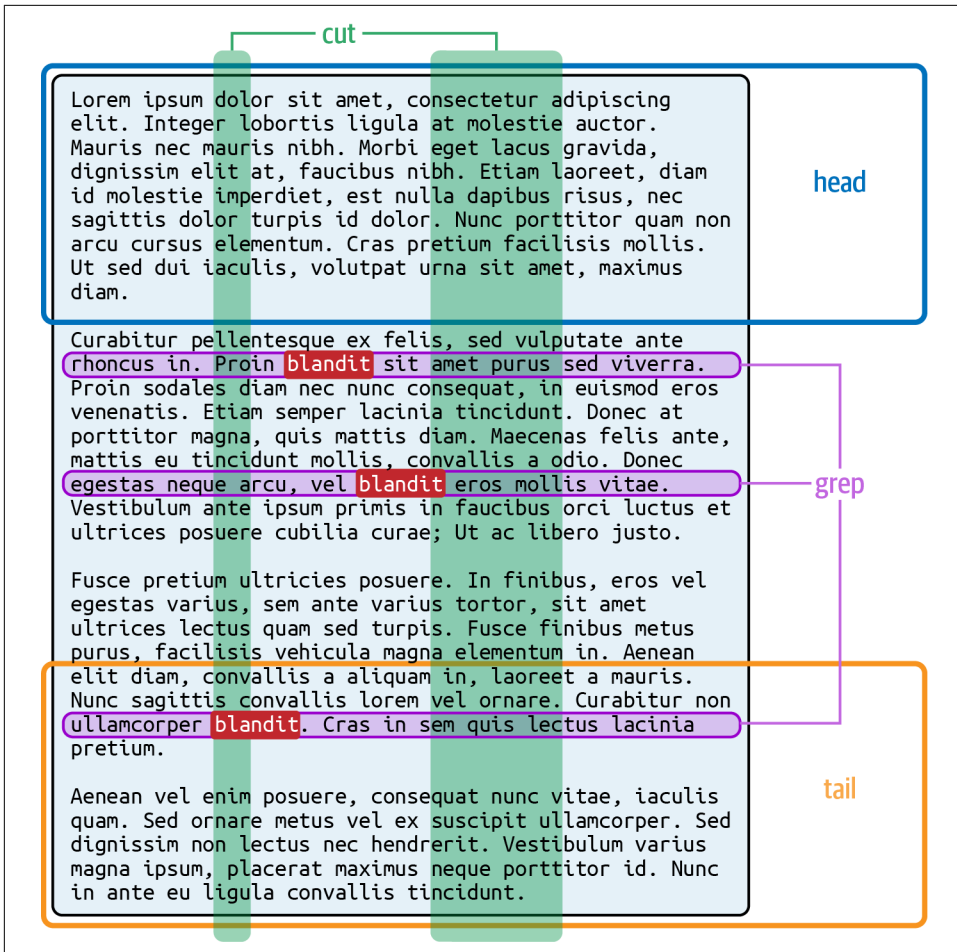 cut
Lorem ipsum dolor sit amet, consectetur adipiscing
elit. Integer lobortis ligula at molestie auctor.
Mauris nec mauris nibh. Morbi eget lacus gravida,
dignissim elit at, faucibus nibh. Etiam laoreet, diam
id molestie imperdiet, est nulla dapibus risus, nec
sagittis dolor turpis id dolor. Nunc porttitor quam non
arcu cursus elementum. Cras pretium facilisis mollis.
Ut sed dui iaculis, volutpat urna sit amet, maximus
diam.
head
Curabitur pellentesque ex felis, sed vulputate ante
rhoncus in. Proin blandit sit amet purus sed viverra.
Proin sodales diam nec nunc consequat, in euismod eros
venenatis. Etiam semper lacinia tincidunt. Donec at
porttitor magna, quis mattis diam. Maecenas felis ante,
mattis eu tincidunt mollis, convallis a odio. Donec
egestas neque arcu, vel blandit eros mollis vitae.
Vestibulum ante ipsum primis in faucibus orci luctus et
ultrices posuere cubilia curae; Ut ac libero justo.
grep
Fusce pretium ultricies posuere. In finibus, eros vel
egestas varius, sem ante varius tortor, sit amet
ultrices lectus quam sed turpis. Fusce finibus metus
purus, facilisis vehicula magna elementum in. Aenean
elit diam, convallis a aliquam in, laoreet a mauris.
Nunc sagittis convallis lorem vel ornare. Curabitur non
ullamcorper blandit. Cras in sem quis lectus lacinia
pretium.
tail
Aenean vel enim posuere, consequat nunc vitae, iaculis
quam. Sed ornare metus vel ex suscipit ullamcorper. Sed
dignissim non lectus nec hendrerit. Vestibulum varius
magna ipsum, placerat maximus neque porttitor id. Nunc
in ante eu ligula convallis tincidunt.